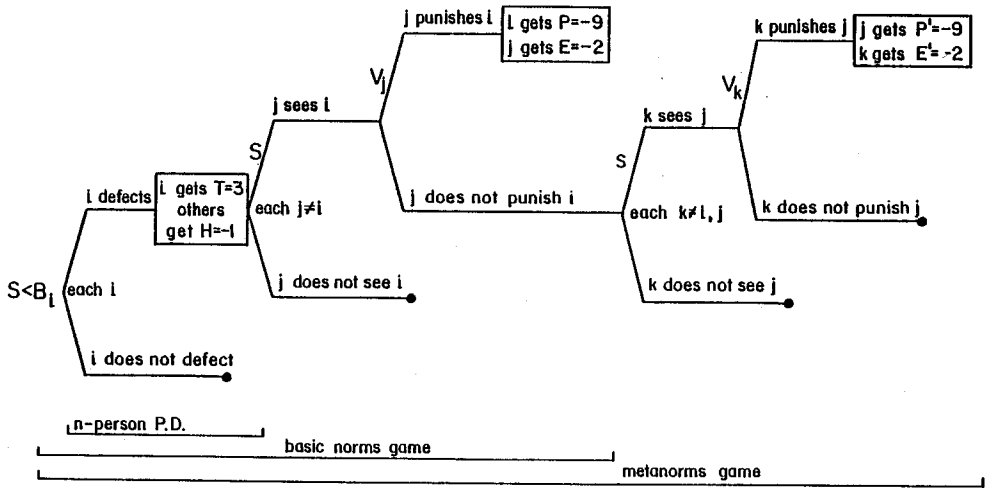 j punishes i
i gets P=-9
j gets E=-2
V_j
k punishes j
j gets P'=-9
k gets E'=-2
V_k
j sees i
k sees j
S
s
i defects
i gets T=3
others
get H=-1
each j≠i
j does not punish i
each k≠i, j
k does not punish j
S<B_i
each i
j does not see i
k does not see j
i does not defect
n-person P.D.
basic norms game
metanorms game